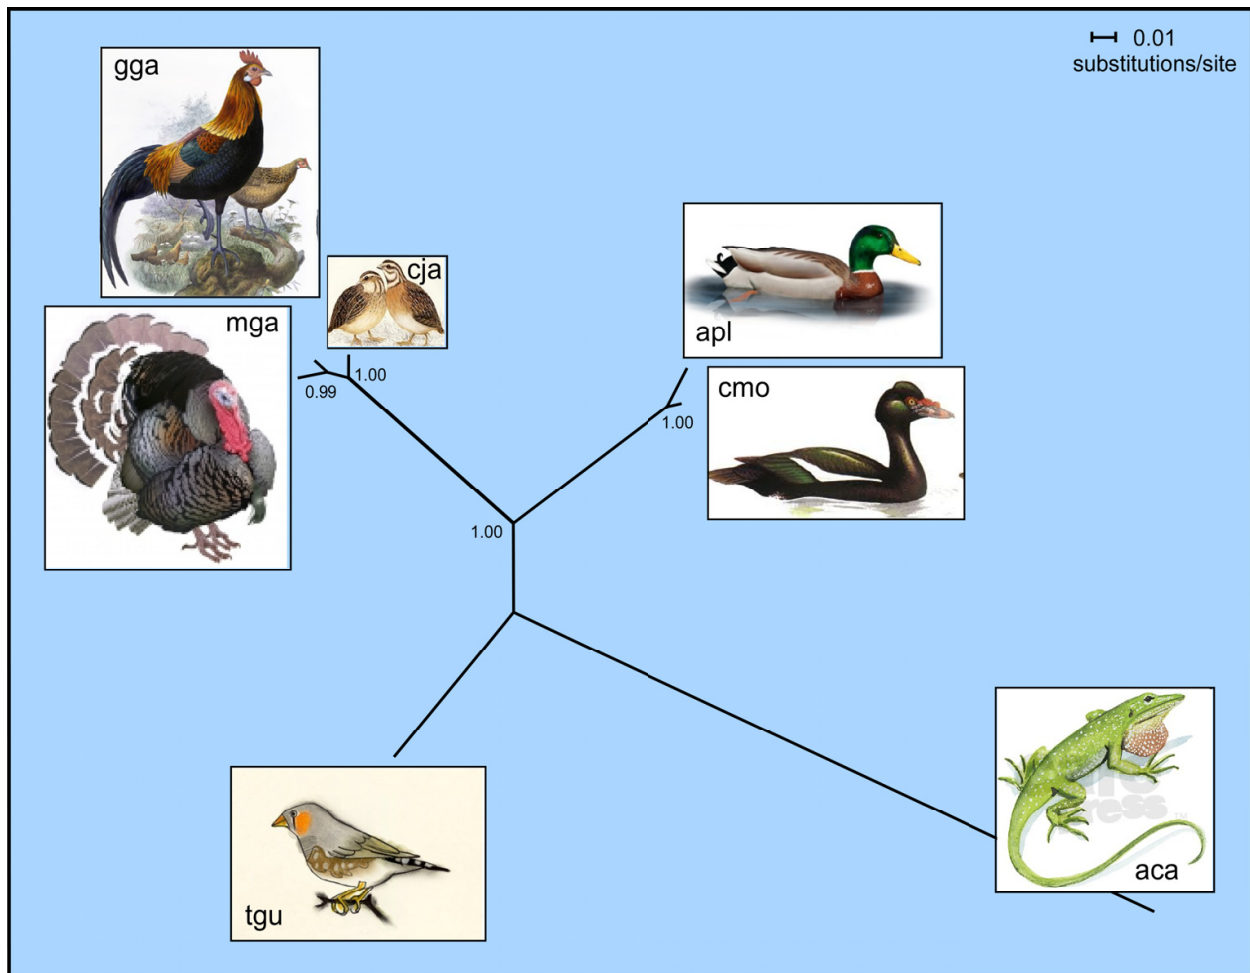 0.01
substitutions/site
gga
cja
mga
apl
cmo
1.00
0.99
1.00
1.00
tgu
aca